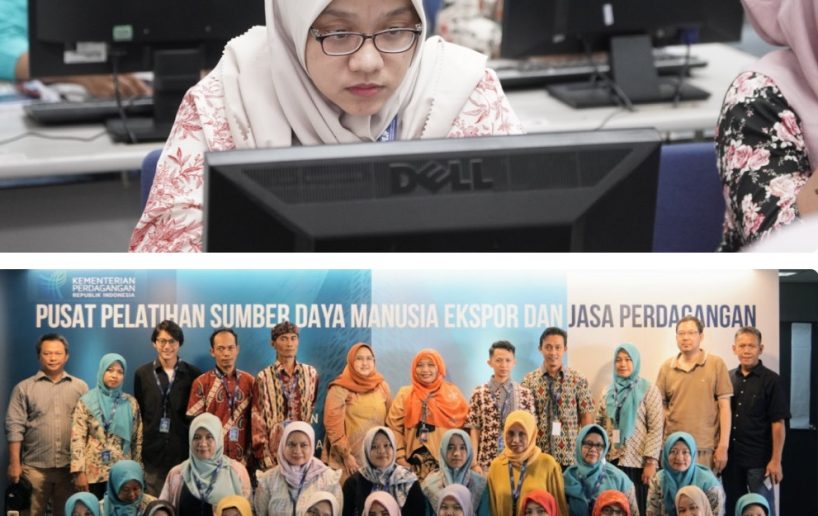 DELL
KEMENTERIAN
PERDAGANGAN
REPUBLIK INDONESIA
PUSAT PELATIHAN SUMBER DAYA MANUSIA EKSPOR DAN JASA PERDAGANGAN